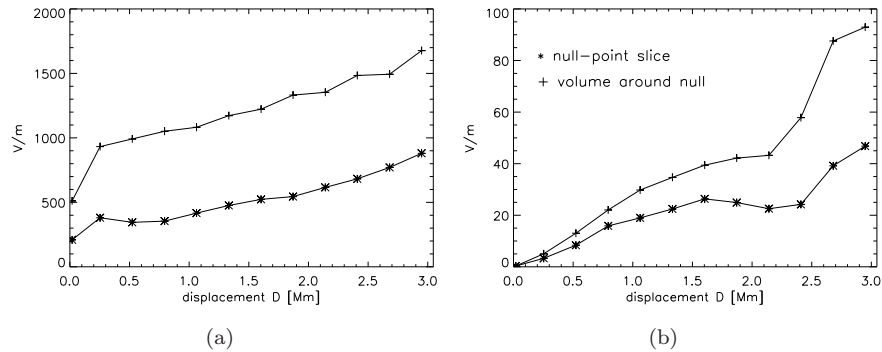 2000
1500
1000
500
0
V/m
0.0 0.5 1.0 1.5 2.0 2.5 3.0
displacement D [Mm]
(a)
100
80
60
40
20
0
V/m
* null-point slice
+ volume around null
0.0 0.5 1.0 1.5 2.0 2.5 3.0
displacement D [Mm]
(b)